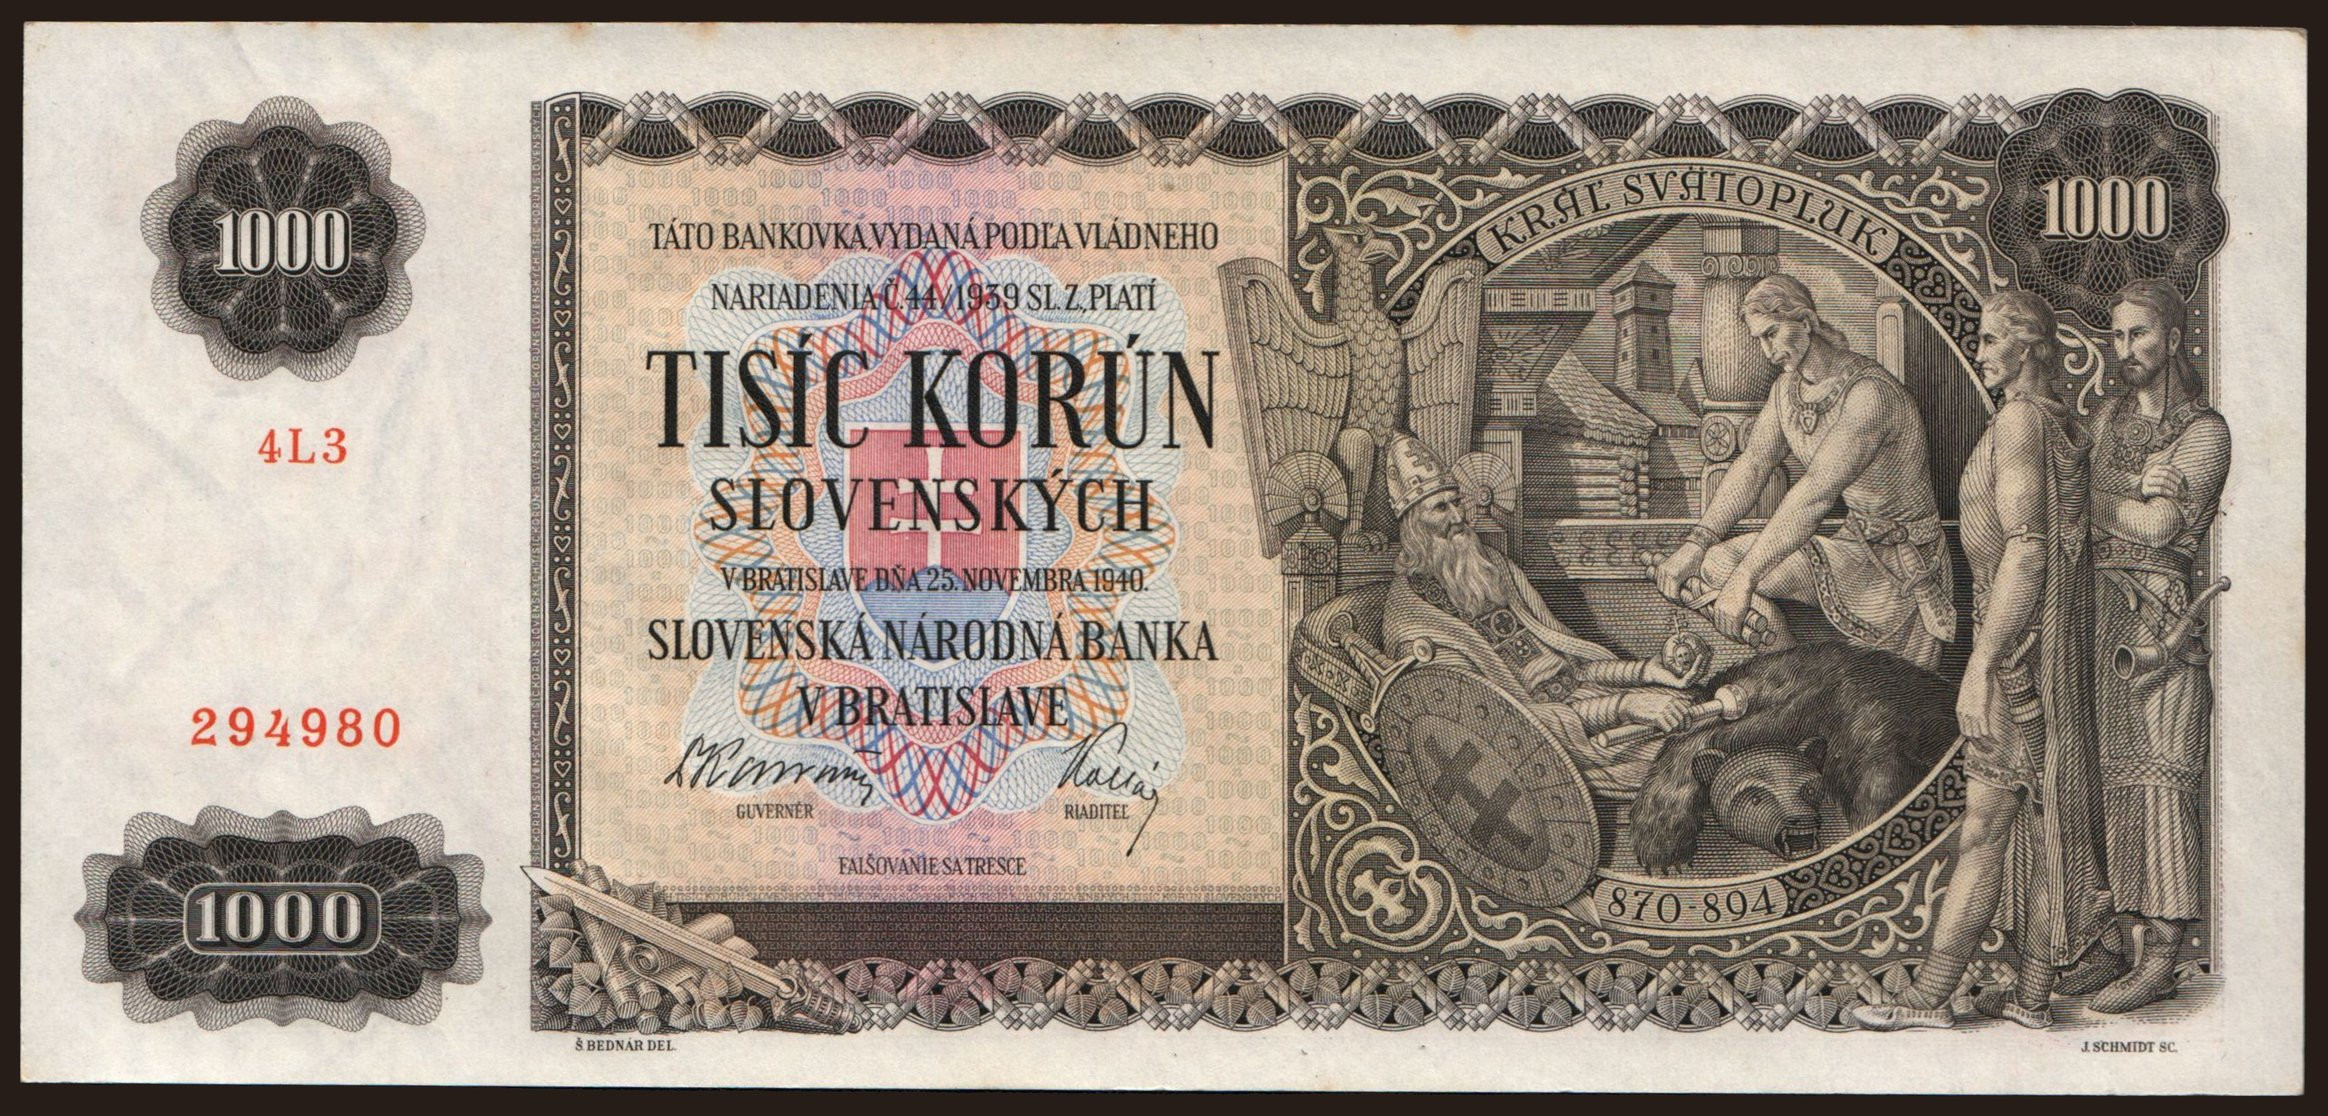 1000
4L3
294980
1000
TÁTO BANKOVKA, VYDANÁ PODĽA VLÁDNEHO
NARIADENIA Č. 44/1939 SL. Z., PLATÍ
TISÍC KORÚN
SLOVENSKÝCH
V BRATISLAVE DŇA 25. NOVEMBRA 1940.
SLOVENSKÁ NÁRODNÁ BANKA
V BRATISLAVE
GUVERNÉR
RIADITEĽ
FALŠOVANIE SA TRESCE
KRÁĽ SVÄTOPLUK
1000
870-894
Š. BEDNÁR DEL.
J. SCHMIDT SC.